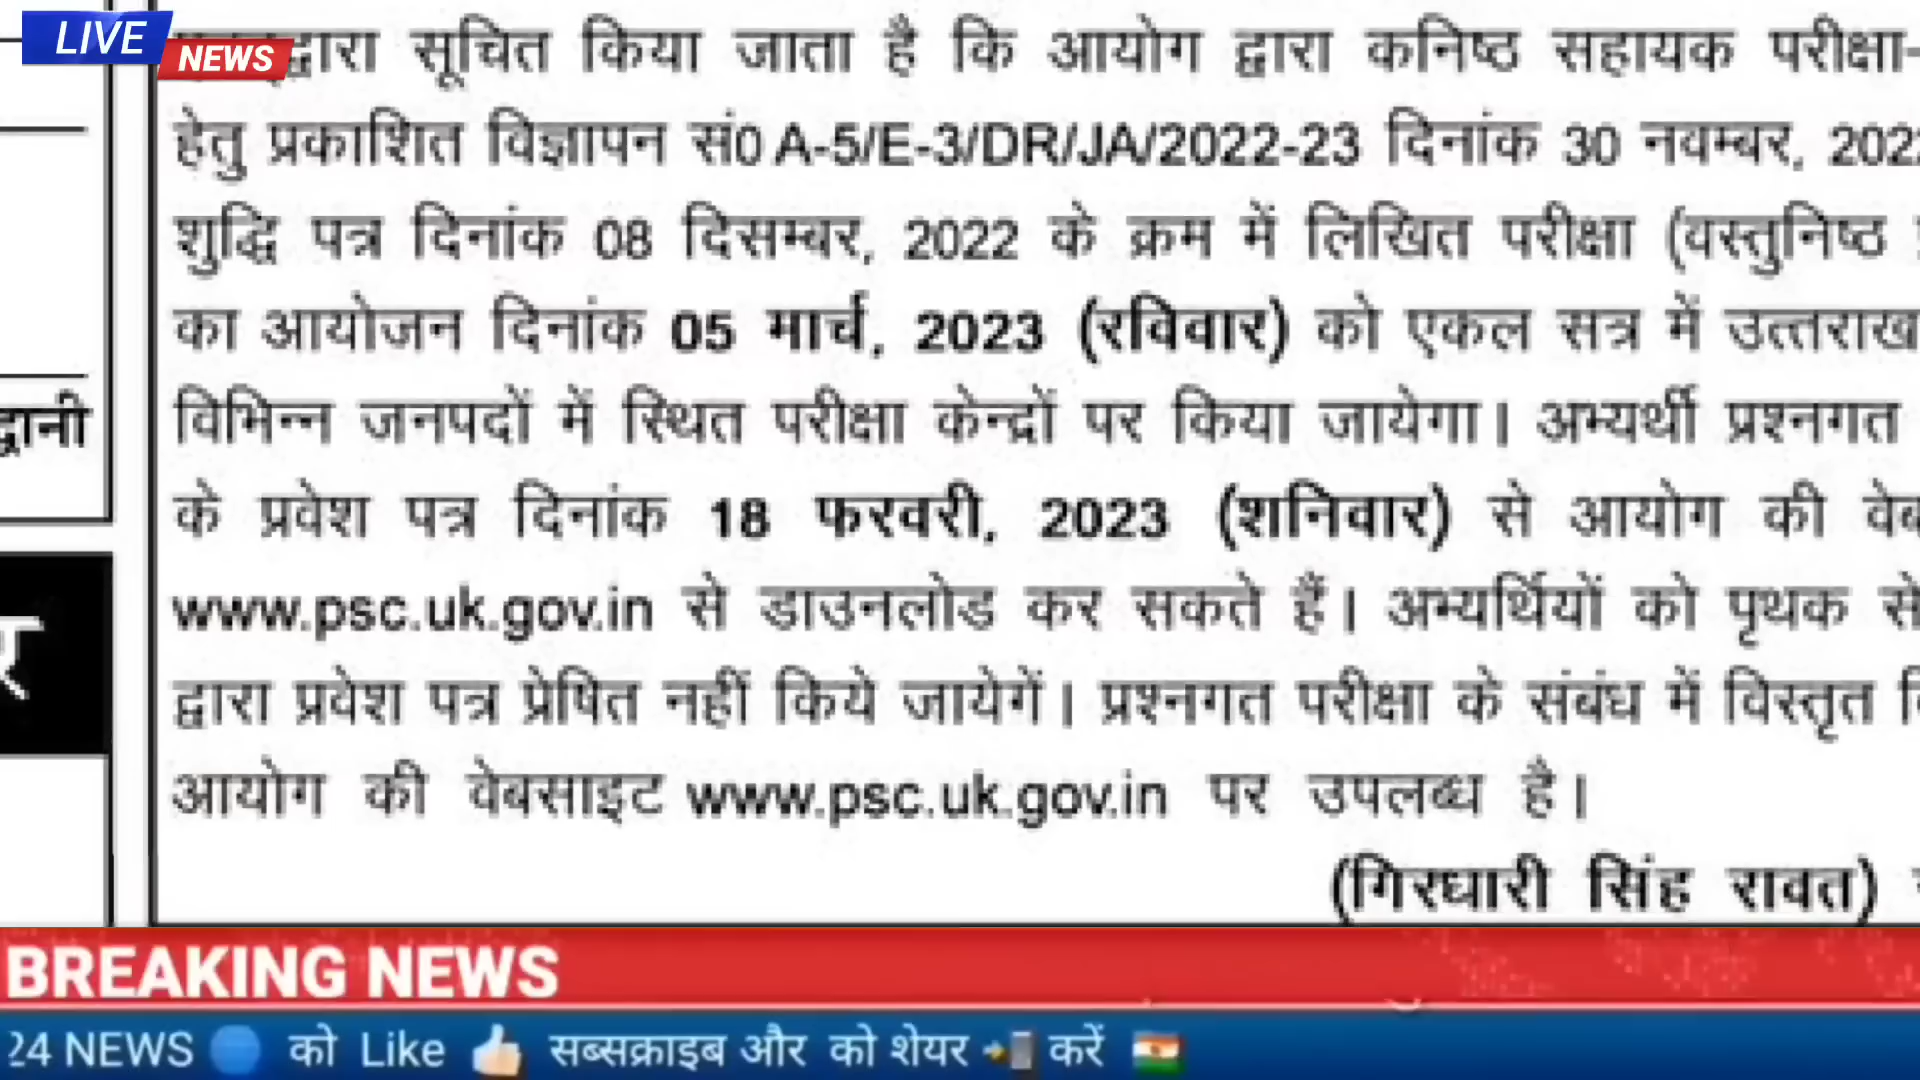 LIVE
NEWS
द्वारा सूचित किया जाता है कि आयोग द्वारा कनिष्ठ सहायक परीक्षा-
हेतु प्रकाशित विज्ञापन सं0 A-5/E-3/DR/JA/2022-23 दिनांक 30 नवम्बर, 2022
शुद्धि पत्र दिनांक 08 दिसम्बर, 2022 के क्रम में लिखित परीक्षा (वस्तुनिष्ठ
का आयोजन दिनांक 05 मार्च, 2023 (रविवार) को एकल सत्र में उत्तराख
विभिन्न जनपदों में स्थित परीक्षा केन्द्रों पर किया जायेगा। अभ्यर्थी प्रश्नगत
के प्रवेश पत्र दिनांक 18 फरवरी, 2023 (शनिवार) से आयोग की वेब
www.psc.uk.gov.in से डाउनलोड कर सकते हैं। अभ्यर्थियों को पृथक से
द्वारा प्रवेश पत्र प्रेषित नहीं किये जायेगें। प्रश्नगत परीक्षा के संबंध में विस्तृत
आयोग की वेबसाइट www.psc.uk.gov.in पर उपलब्ध है।
(गिरधारी सिंह रावत)
द्वानी
र
BREAKING NEWS
24 NEWS 🔵 को Like 👍 सब्सक्राइब और को शेयर 📲 करें 🇮🇳